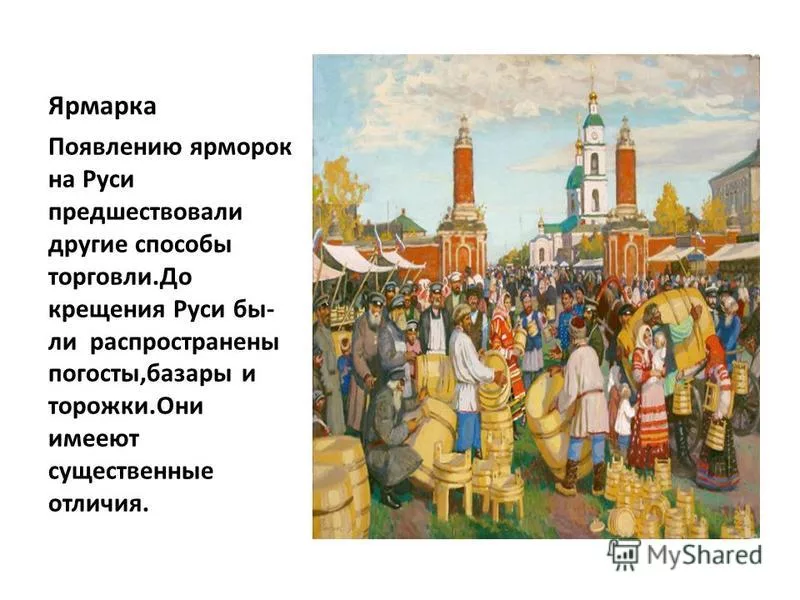 Ярмарка
Появлению ярморок
на Руси
предшествовали
другие способы
торговли.До
крещения Руси бы-
ли распространены
погосты,базары и
торожки.Они
имееют
существенные
отличия.
MyShared